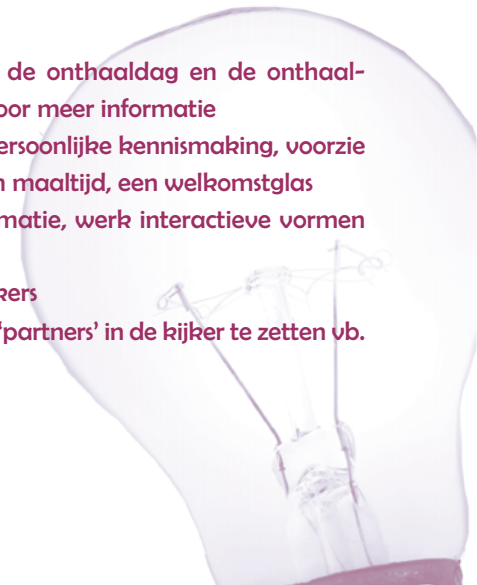 de onthaaldag en de onthaal-
oor meer informatie
ersoonlijke kennismaking, voorzie
n maaltijd, een welkomstglas
matie, werk interactieve vormen
kers
‘partners’ in de kijker te zetten vb.